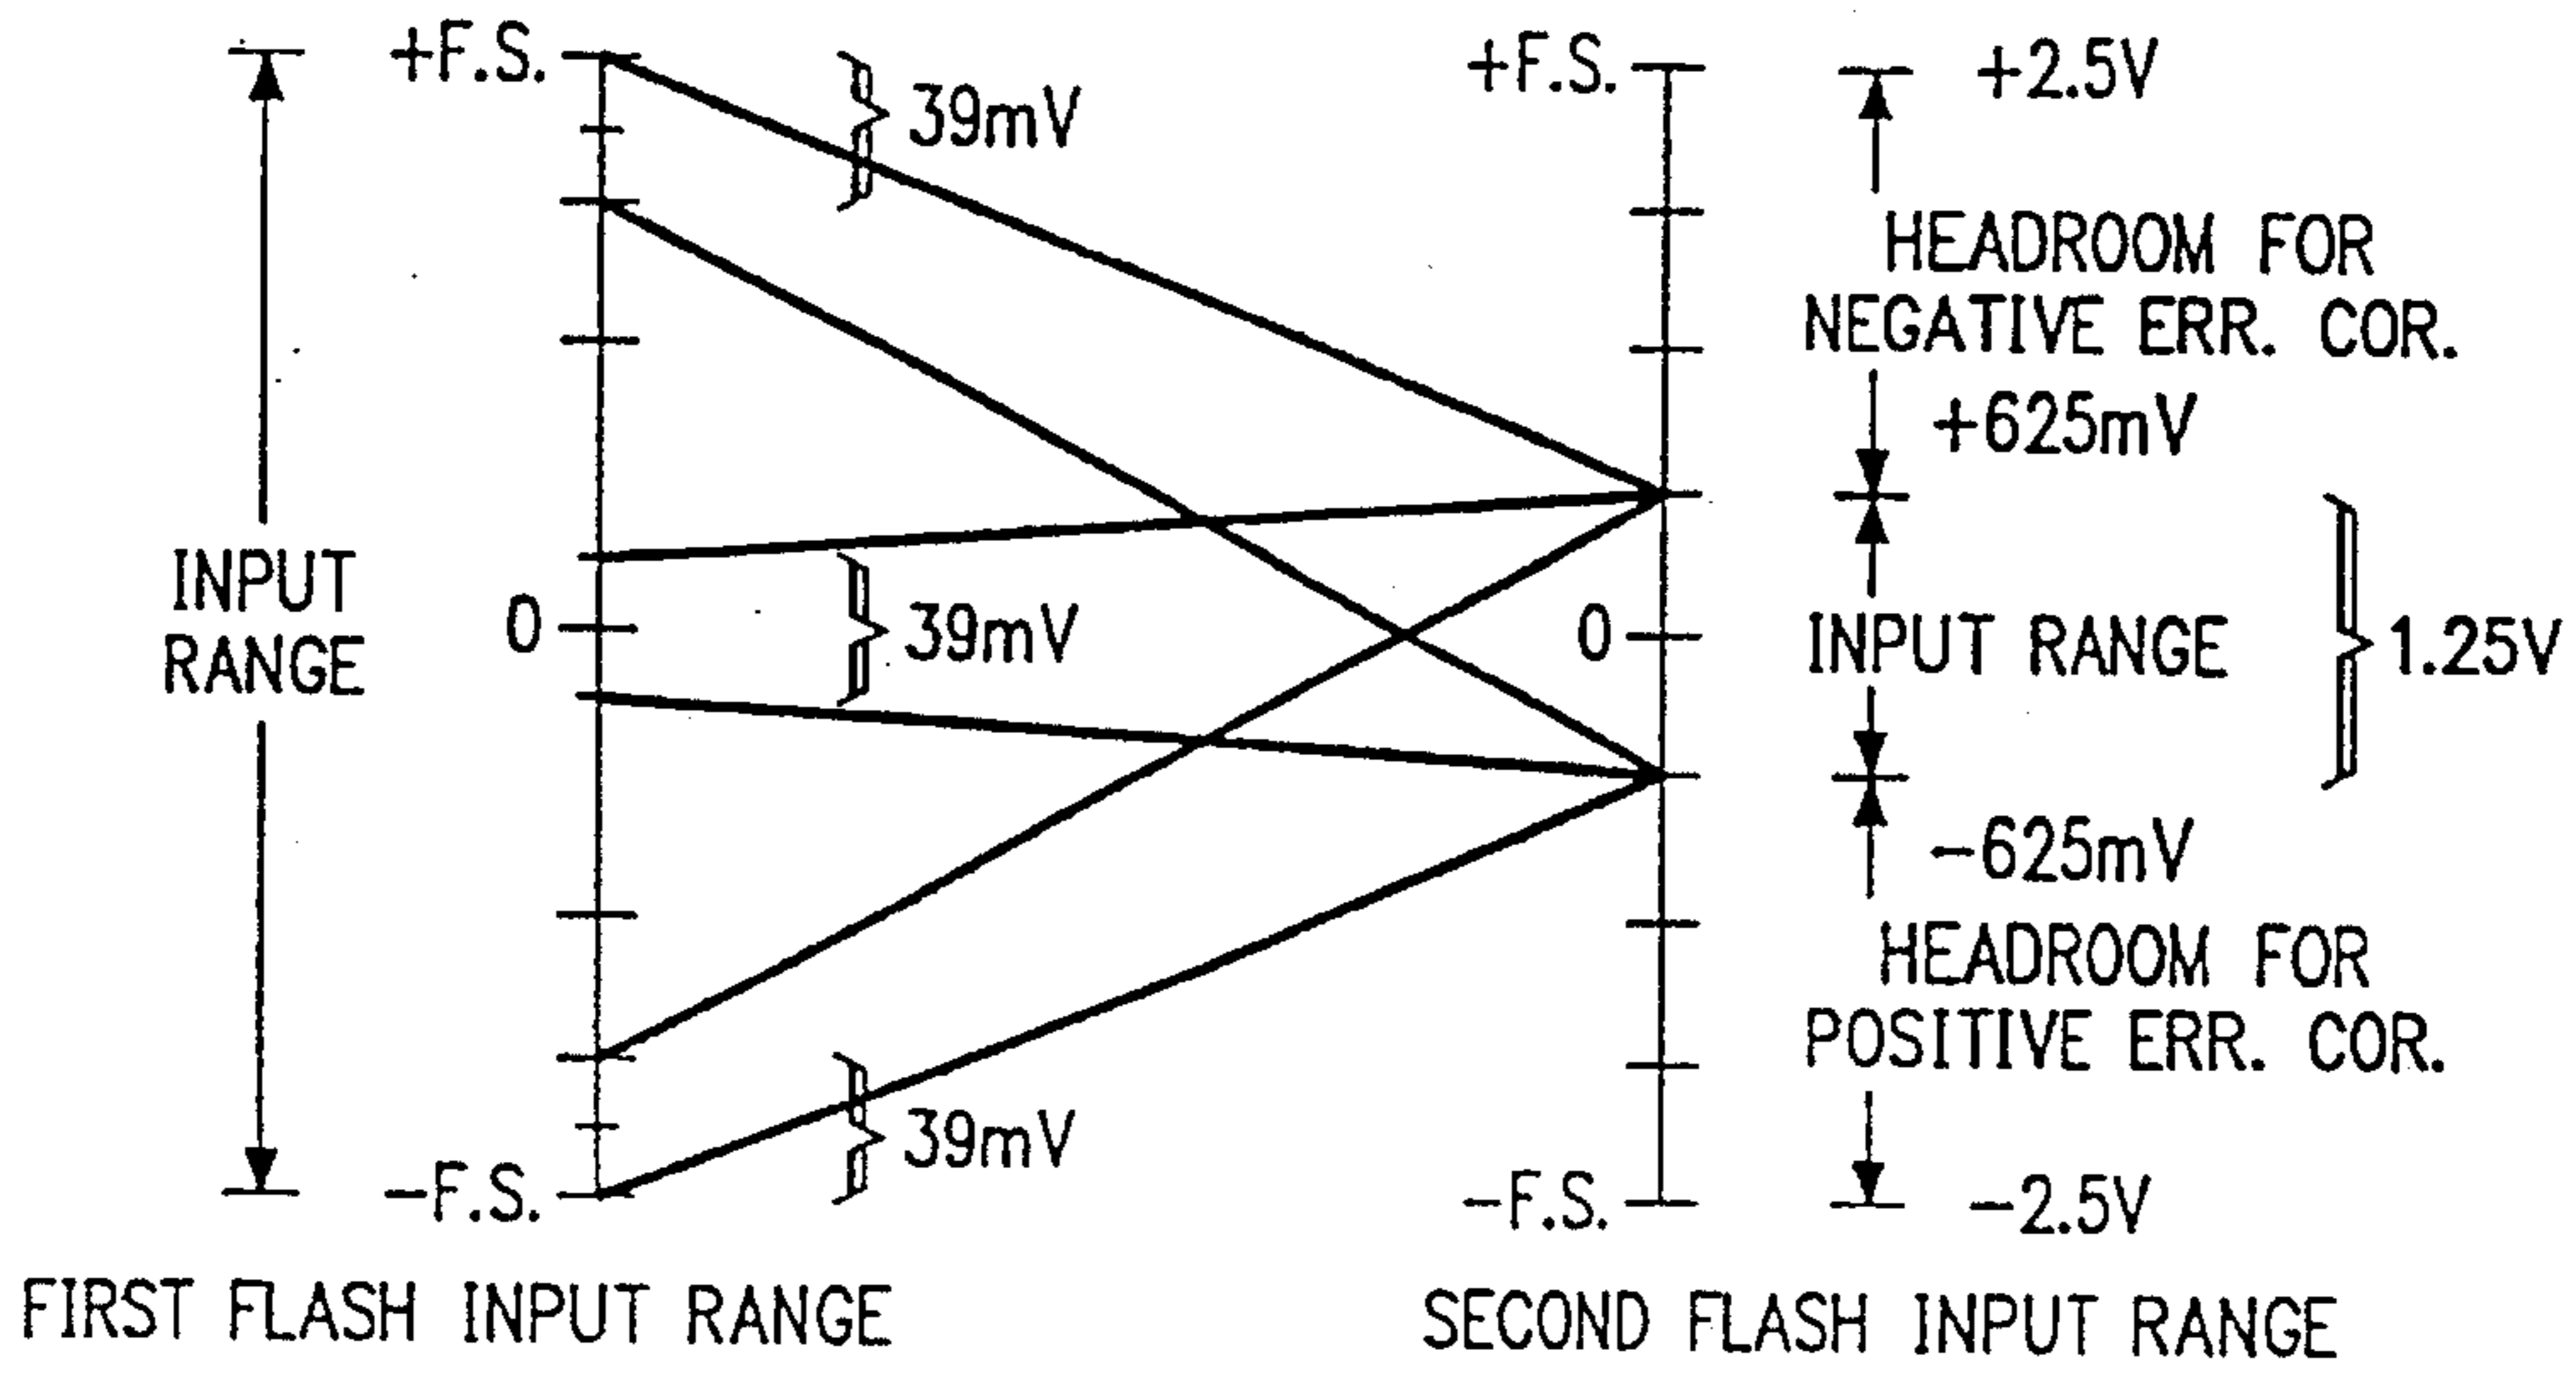 +F.S.
39mV
+F.S.
+2.5V
HEADROOM FOR
NEGATIVE ERR. COR.
+625mV
INPUT
RANGE
0
39mV
0
INPUT RANGE
1.25V
-625mV
HEADROOM FOR
POSITIVE ERR. COR.
39mV
-F.S.
-F.S.
-2.5V
FIRST FLASH INPUT RANGE
SECOND FLASH INPUT RANGE